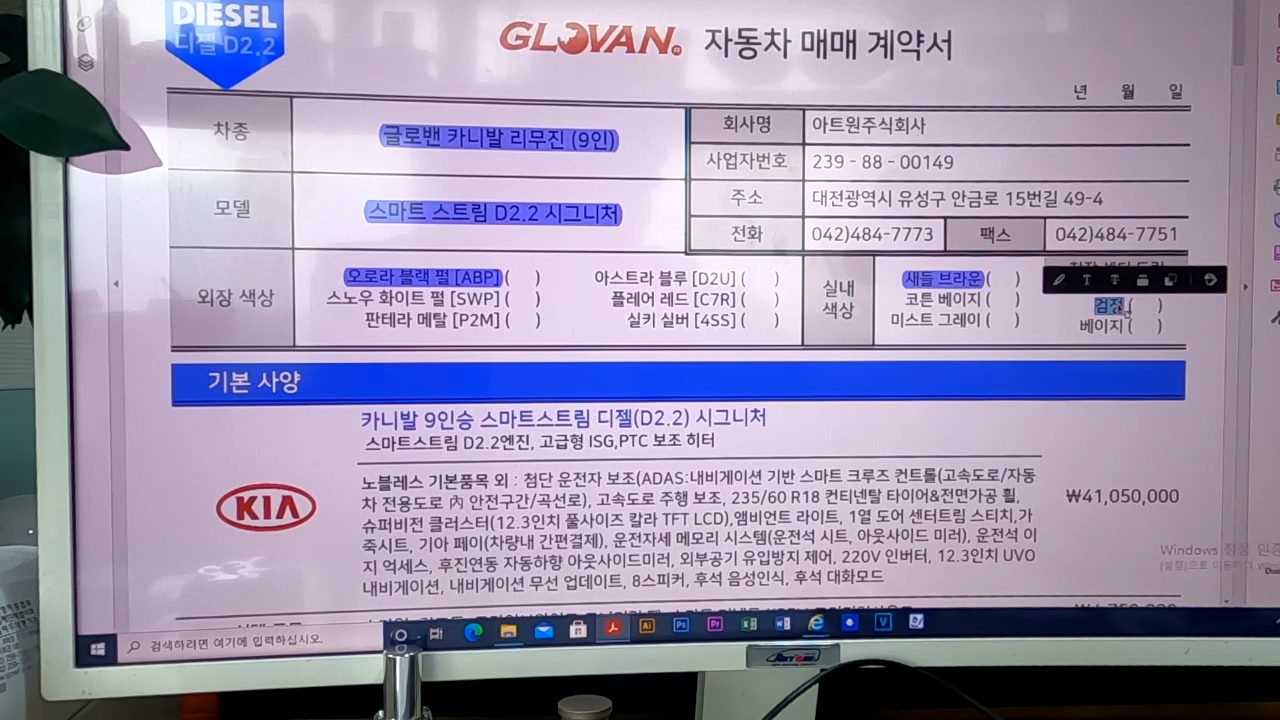 DIESEL
디젤 D2.2
GLOVAN 자동차 매매 계약서
년 월 일
차종
글로밴 카니발 리무진 (9인)
모델
스마트 스트림 D2.2 시그니처
회사명
아트원주식회사
사업자번호
239 - 88 - 00149
주소
대전광역시 유성구 안금로 15번길 49-4
전화
042)484-7773
팩스
042)484-7751
외장 색상
오로라 블랙 펄 [ABP] ( )
아스트라 블루 [D2U] ( )
스노우 화이트 펄 [SWP] ( )
플레어 레드 [C7R] ( )
판테라 메탈 [P2M] ( )
실키 실버 [4SS] ( )
실내
색상
새들 브라운 ( )
코튼 베이지 ( )
미스트 그레이 ( )
검정 ( )
베이지 ( )
기본 사양
카니발 9인승 스마트스트림 디젤(D2.2) 시그니처
스마트스트림 D2.2엔진, 고급형 ISG,PTC 보조 히터
KIA
노블레스 기본품목 외 : 첨단 운전자 보조(ADAS:내비게이션 기반 스마트 크루즈 컨트롤(고속도로/자동
차 전용도로 內 안전구간/곡선로), 고속도로 주행 보조, 235/60 R18 컨티넨탈 타이어&전면가공 휠,
슈퍼비전 클러스터(12.3인치 풀사이즈 칼라 TFT LCD),앰비언트 라이트, 1열 도어 센터트림 스티치,가
죽시트, 기아 페이(차량내 간편결제), 운전자세 메모리 시스템(운전석 시트, 아웃사이드 미러), 운전석 이
지 억세스, 후진연동 자동하향 아웃사이드미러, 외부공기 유입방지 제어, 220V 인버터, 12.3인치 UVO
내비게이션, 내비게이션 무선 업데이트, 8스피커, 후석 음성인식, 후석 대화모드
₩41,050,000
Windows 정품 인증
검색하려면 여기에 입력하십시오.